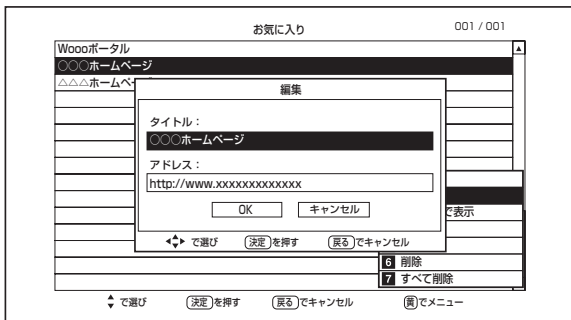 お気に入り
001 / 001
Woooポータル
○○○ホームページ
△△△ホームペー
編集
タイトル：
○○○ホームページ
アドレス：
http://www.xxxxxxxxxxxxx
OK キャンセル
で選び 決定を押す 戻るでキャンセル
で表示
6 削除
7 すべて削除
で選び 決定を押す 戻るでキャンセル 黄でメニュー